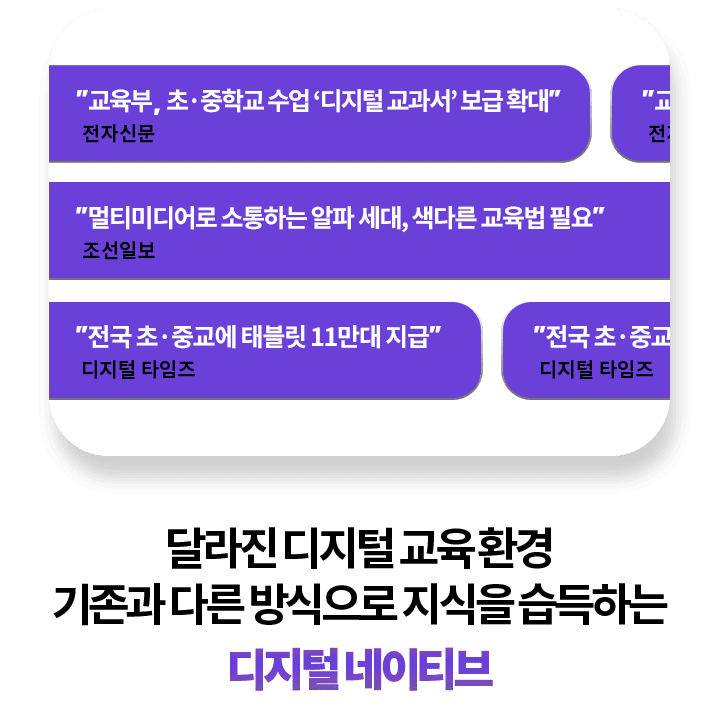 ”교육부, 초·중학교 수업 ‘디지털 교과서’ 보급 확대”
전자신문
”교
전
”멀티미디어로 소통하는 알파 세대, 색다른 교육법 필요”
조선일보
”전국 초·중교에 태블릿 11만대 지급”
디지털 타임즈
”전국 초·중교
디지털 타임즈
달라진 디지털 교육 환경
기존과 다른 방식으로 지식을 습득하는
디지털 네이티브